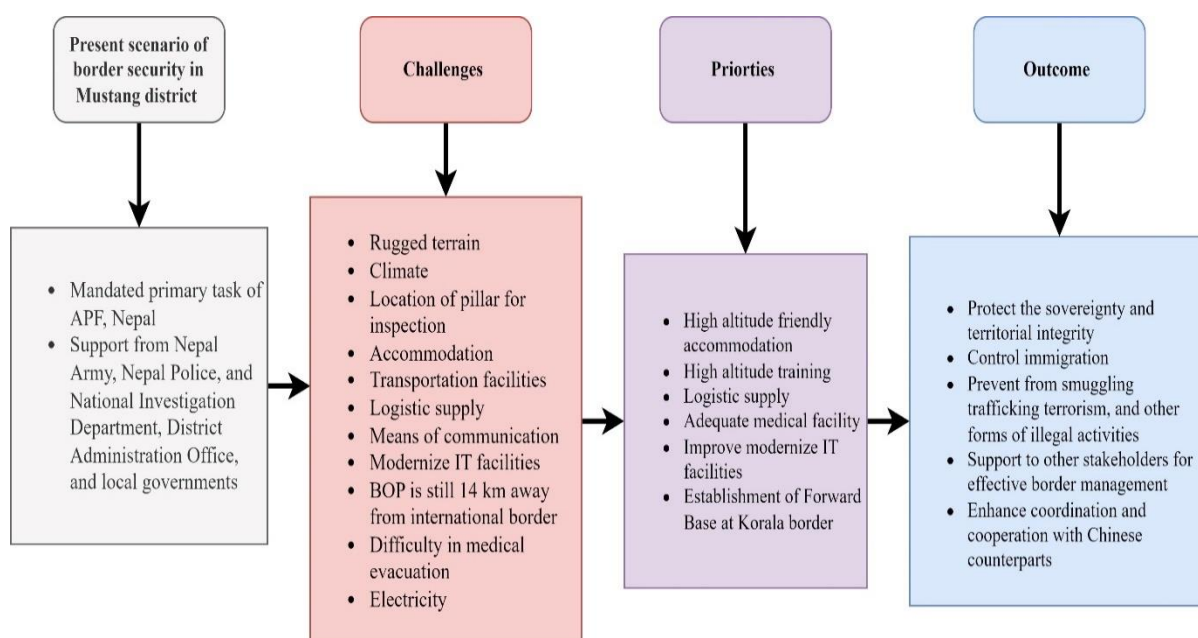 Present scenario of
border security in
Mustang district
Challenges
Priorties
Outcome
• Mandated primary task of
APF, Nepal
• Support from Nepal
Army, Nepal Police, and
National Investigation
Department, District
Administration Office,
and local governments
• Rugged terrain
• Climate
• Location of pillar for
inspection
• Accommodation
• Transportation facilities
• Logistic supply
• Means of communication
• Modernize IT facilities
• BOP is still 14 km away
from international border
• Difficulty in medical
evacuation
• Electricity
• High altitude friendly
accommodation
• High altitude training
• Logistic supply
• Adequate medical facility
• Improve modernize IT
facilities
• Establishment of Forward
Base at Korala border
• Protect the sovereignty and
territorial integrity
• Control immigration
• Prevent from smuggling
trafficking terrorism, and other
forms of illegal activities
• Support to other stakeholders for
effective border management
• Enhance coordination and
cooperation with Chinese
counterparts